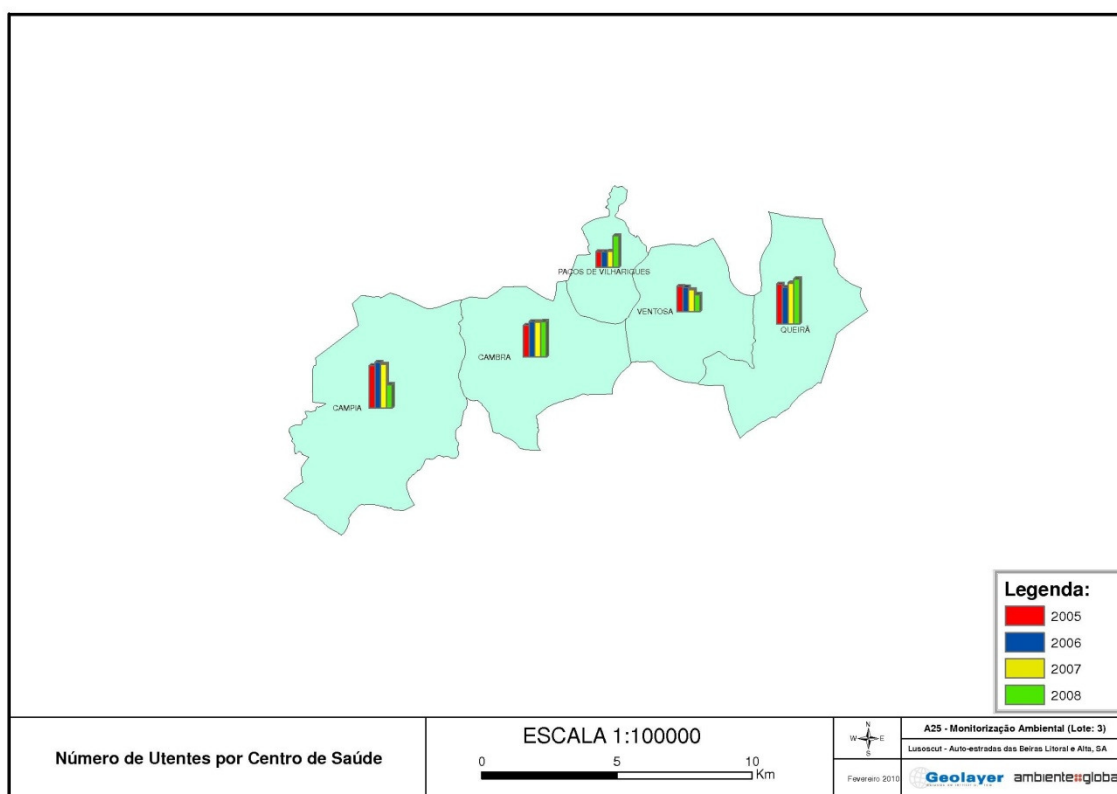 PAÇOS DE VILHARIGUES
VENTOSA
QUEIRÃ
CAMBRA
CAMPIA
Legenda:
2005
2006
2007
2008
Número de Utentes por Centro de Saúde
ESCALA 1:100000
0 5 10
Km
N
W E
S
Fevereiro 2010
A25 - Monitorização Ambiental (Lote: 3)
Lusoscut - Auto-estradas das Beiras Litoral e Alta, SA
Geolayer
ambiente global